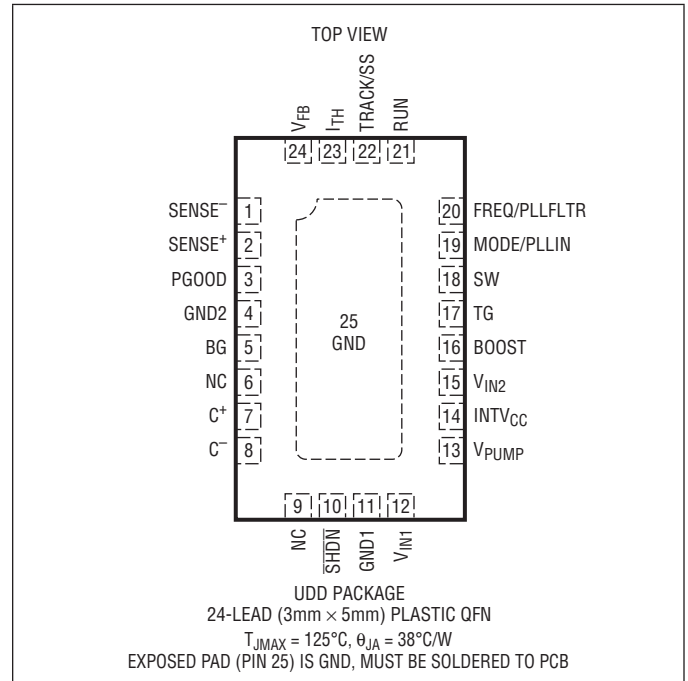 TOP VIEW
VFB
ITH
TRACK/SS
RUN
24 23 22 21
SENSE– 1
SENSE+ 2
PGOOD 3
GND2 4
BG 5
NC 6
C+ 7
C– 8
25
GND
20 FREQ/PLLFLTR
19 MODE/PLLIN
18 SW
17 TG
16 BOOST
15 VIN2
14 INTVCC
13 VPUMP
9 10 11 12
NC
SHDN
GND1
VIN1
UDD PACKAGE
24-LEAD (3mm × 5mm) PLASTIC QFN
TJMAX = 125°C, θJA = 38°C/W
EXPOSED PAD (PIN 25) IS GND, MUST BE SOLDERED TO PCB